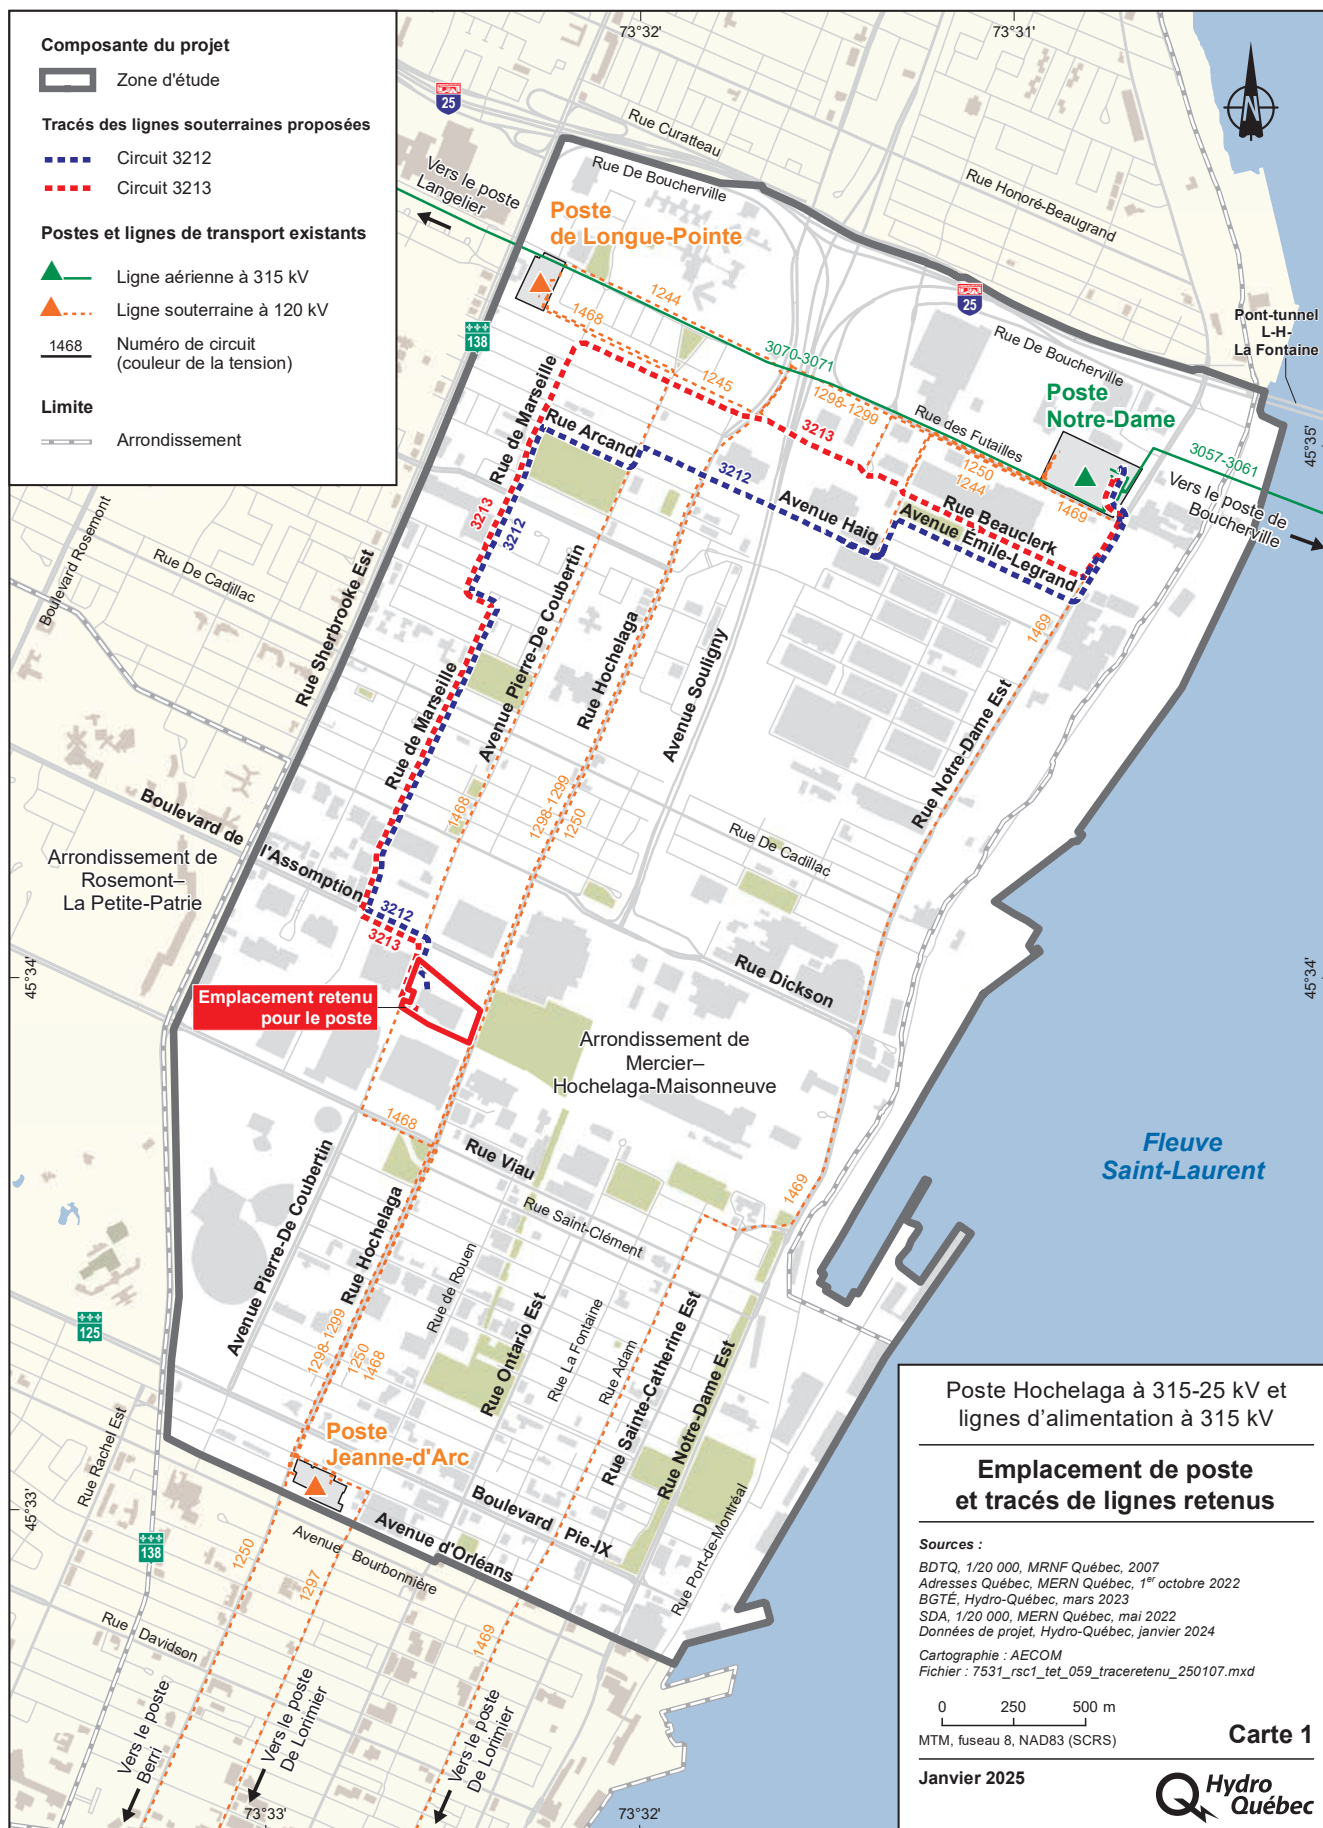 Composante du projet
Zone d'étude
Tracés des lignes souterraines proposées
Circuit 3212
Circuit 3213
Postes et lignes de transport existants
Ligne aérienne à 315 kV
Ligne souterraine à 120 kV
1468
Numéro de circuit
(couleur de la tension)
Limite
Arrondissement
73°32'
73°31'
N
25
Rue Curatteau
Rue De Boucherville
Rue Honoré-Beaugrand
Vers le poste
Langelier
Poste
de Longue-Pointe
1244
1468
138
25
Pont-tunnel
L-H-
La Fontaine
Rue De Boucherville
3070-3071
1245
1298-1299
Poste
Notre-Dame
Rue des Futailles
Rue de Marseille
Rue Arcand
3213
3212
1250
1244
1469
3057-3061
Vers le poste de
Boucherville
45°35'
Avenue Haig
Rue Beauclerk
Avenue Émile-Legrand
3213
3212
Boulevard Rosemont
Rue De Cadillac
Rue Sherbrooke Est
Avenue Pierre-De Coubertin
Rue Hochelaga
Avenue Souligny
1469
Rue de Marseille
Rue Notre-Dame Est
1468
1298-1299
1250
Rue De Cadillac
Boulevard de
l'Assomption
Arrondissement de
Rosemont–
La Petite-Patrie
3212
3213
Rue Dickson
45°34'
45°34'
Emplacement retenu
pour le poste
Arrondissement de
Mercier–
Hochelaga-Maisonneuve
1468
Rue Viau
Fleuve
Saint-Laurent
Avenue Pierre-De Coubertin
Rue Hochelaga
Rue Saint-Clément
1469
Rue de Rouen
Rue Ontario Est
Rue La Fontaine
Rue Adam
Rue Sainte-Catherine Est
Rue Notre-Dame Est
125
1298-1299
1250
1468
Poste
Jeanne-d'Arc
Rue Rachel Est
45°33'
138
Boulevard Pie-IX
Avenue d'Orléans
Avenue Bourbonnière
Rue Port-de-Montréal
1250
1297
1469
Rue Davidson
Vers le poste
Berri
Vers le poste
De Lorimier
Vers le poste
De Lorimier
73°33'
73°32'
Poste Hochelaga à 315-25 kV et
lignes d'alimentation à 315 kV
Emplacement de poste
et tracés de lignes retenus
Sources :
BDTQ, 1/20 000, MRNF Québec, 2007
Adresses Québec, MERN Québec, 1er octobre 2022
BGTÉ, Hydro-Québec, mars 2023
SDA, 1/20 000, MERN Québec, mai 2022
Données de projet, Hydro-Québec, janvier 2024
Cartographie : AECOM
Fichier : 7531_rsc1_tet_059_traceretenu_250107.mxd
0 250 500 m
MTM, fuseau 8, NAD83 (SCRS)
Carte 1
Janvier 2025
Hydro
Québec